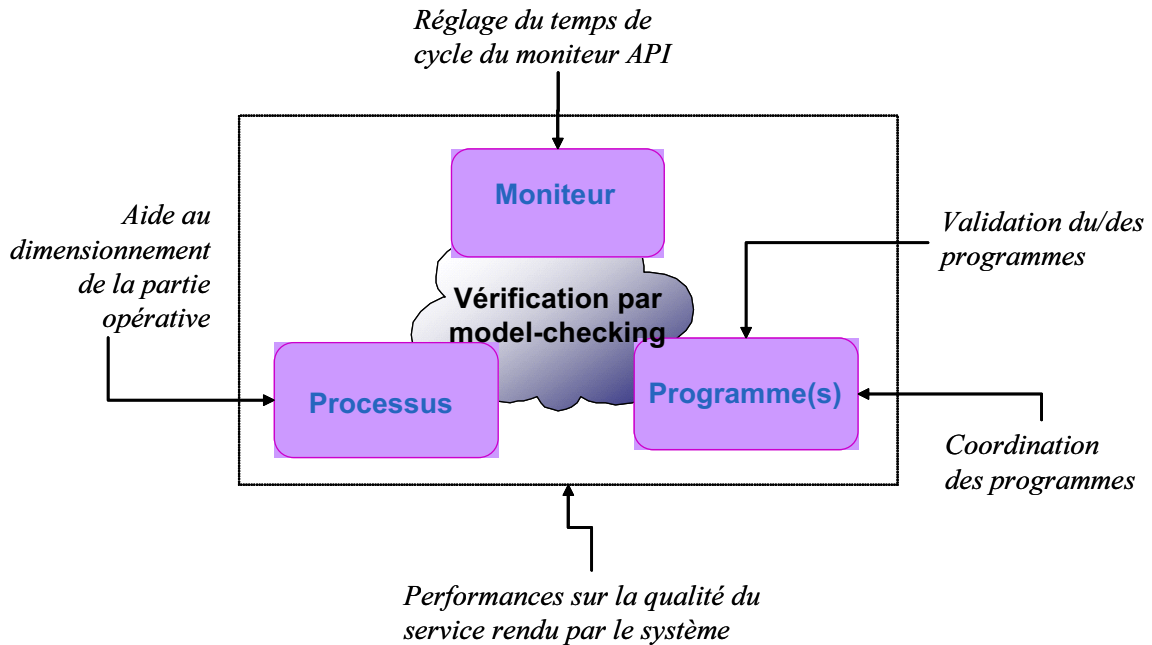 Réglage du temps de
cycle du moniteur API
Moniteur
Aide au
dimensionnement
de la partie
opérative
Validation du/des
programmes
Vérification par
model-checking
Processus
Programme(s)
Coordination
des programmes
Performances sur la qualité du
service rendu par le système